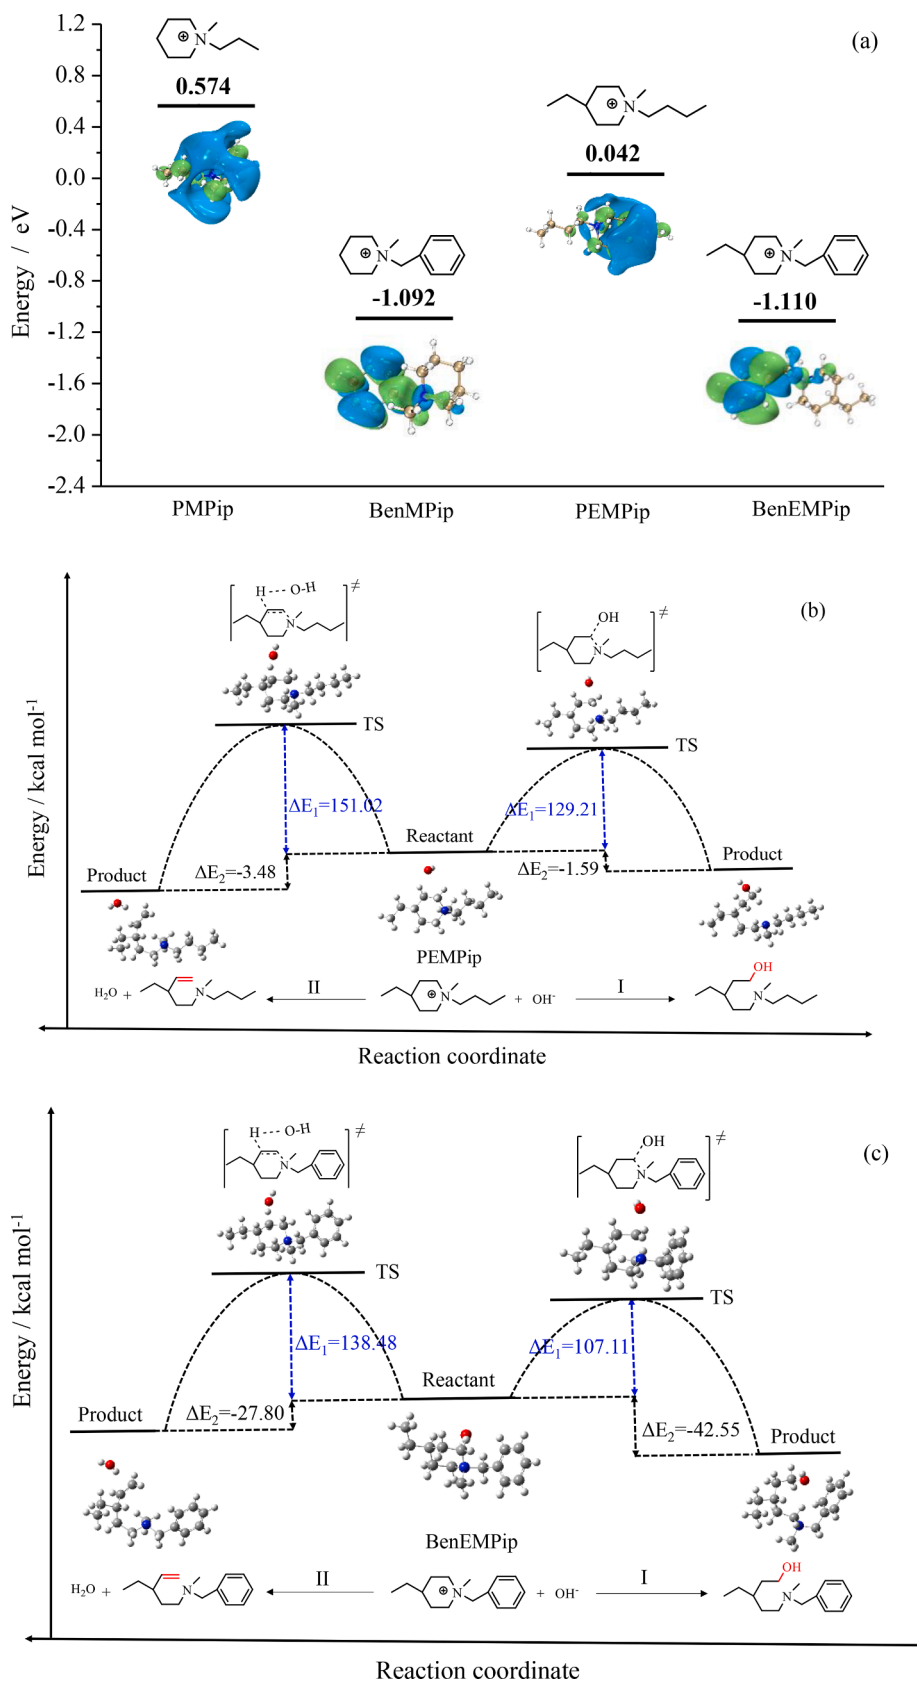 (a)
Energy / eV
1.2
0.8
0.4
0.0
-0.4
-0.8
-1.2
-1.6
-2.0
-2.4
N
0.574
N
-1.092
N
0.042
N
-1.110
PMPip
BenMPip
PEMPip
BenEMPip
(b)
Energy / kcal mol-1
H----O-H
N
≠
TS
OH
N
≠
TS
ΔE1=151.02
ΔE1=129.21
Reactant
Product
ΔE2=-3.48
ΔE2=-1.59
Product
PEMPip
H2O +
N
II
N
+ OH-
I
OH
N
Reaction coordinate
(c)
Energy / kcal mol-1
H----O-H
N
≠
TS
OH
N
≠
TS
ΔE1=138.48
ΔE1=107.11
Reactant
Product
ΔE2=-27.80
ΔE2=-42.55
Product
BenEMPip
H2O +
N
II
N
+ OH-
I
OH
N
Reaction coordinate